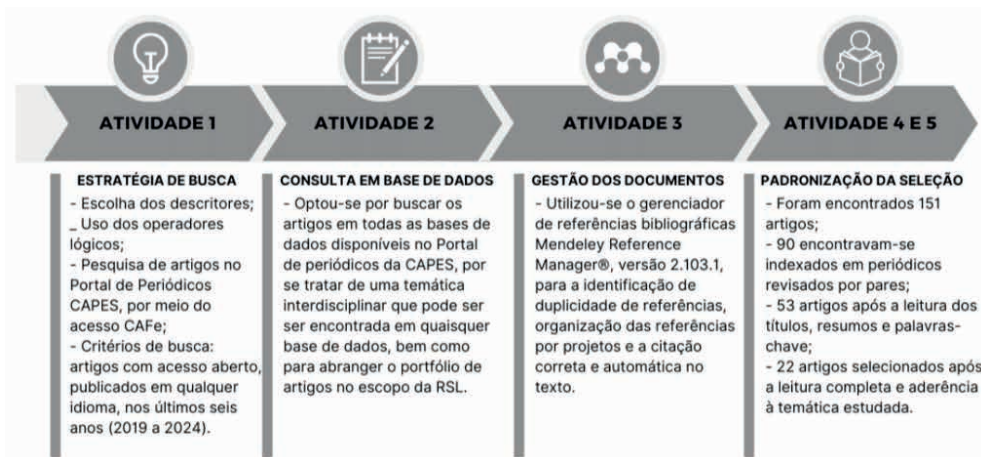 ATIVIDADE 1
ATIVIDADE 2
ATIVIDADE 3
ATIVIDADE 4 E 5
ESTRATÉGIA DE BUSCA
- Escolha dos descritores;
_ Uso dos operadores
lógicos;
- Pesquisa de artigos no
Portal de Periódicos
CAPES, por meio do
acesso CAFe;
- Critérios de busca:
artigos com acesso aberto,
publicados em qualquer
idioma, nos últimos seis
anos (2019 a 2024).
CONSULTA EM BASE DE DADOS
- Optou-se por buscar os
artigos em todas as bases de
dados disponíveis no Portal
de periódicos da CAPES, por
se tratar de uma temática
interdisciplinar que pode ser
ser encontrada em quaisquer
base de dados, bem como
para abranger o portfólio de
artigos no escopo da RSL.
GESTÃO DOS DOCUMENTOS
- Utilizou-se o gerenciador
de referências bibliográficas
Mendeley Reference
Manager®, versão 2.103.1,
para a identificação de
duplicidade de referências,
organização das referências
por projetos e a citação
correta e automática no
texto.
PADRONIZAÇÃO DA SELEÇÃO
- Foram encontrados 151
artigos;
- 90 encontravam-se
indexados em periódicos
revisados por pares;
- 53 artigos após a leitura dos
títulos, resumos e palavras-
chave;
- 22 artigos selecionados após
a leitura completa e aderência
à temática estudada.